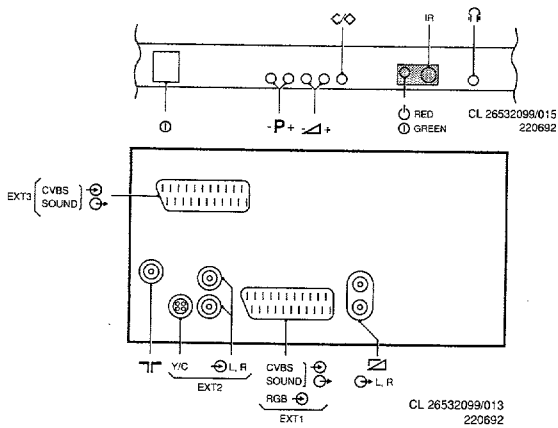 IR
- P + - +
RED
GREEN
CL 26532099/015
220692
EXT3
CVBS
SOUND
Y/C
L, R
EXT2
CVBS
SOUND
RGB
EXT1
L, R
CL 26532099/013
220692